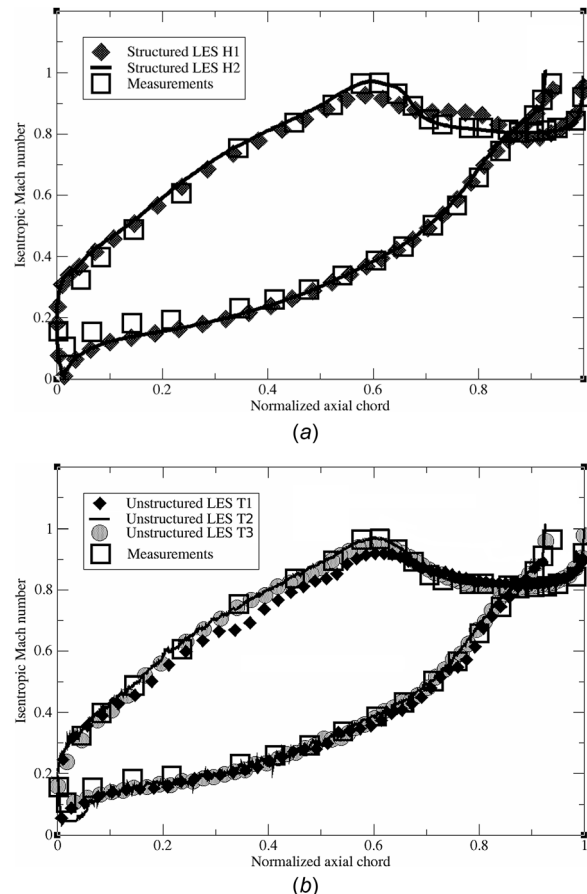 Structured LES H1
Structured LES H2
Measurements
1
0.8
0.6
0.4
0.2
0
Isentropic Mach number
0 0.2 0.4 0.6 0.8 1
Normalized axial chord
(a)
Unstructured LES T1
Unstructured LES T2
Unstructured LES T3
Measurements
1
0.8
0.6
0.4
0.2
0
Isentropic Mach number
0 0.2 0.4 0.6 0.8 1
Normalized axial chord
(b)